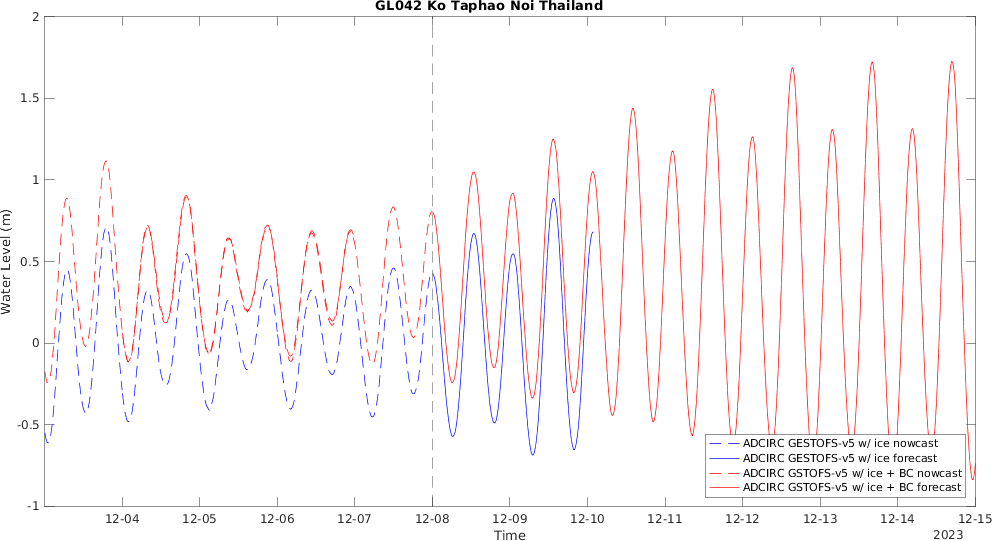 GL042 Ko Taphao Noi Thailand
2
1.5
1
0.5
0
-0.5
-1
Water Level (m)
12-04 12-05 12-06 12-07 12-08 12-09 12-10 12-11 12-12 12-13 12-14 12-15
Time
2023
ADCIRC GESTOFS-v5 w/ ice nowcast
ADCIRC GESTOFS-v5 w/ ice forecast
ADCIRC GSTOFS-v5 w/ ice + BC nowcast
ADCIRC GSTOFS-v5 w/ ice + BC forecast